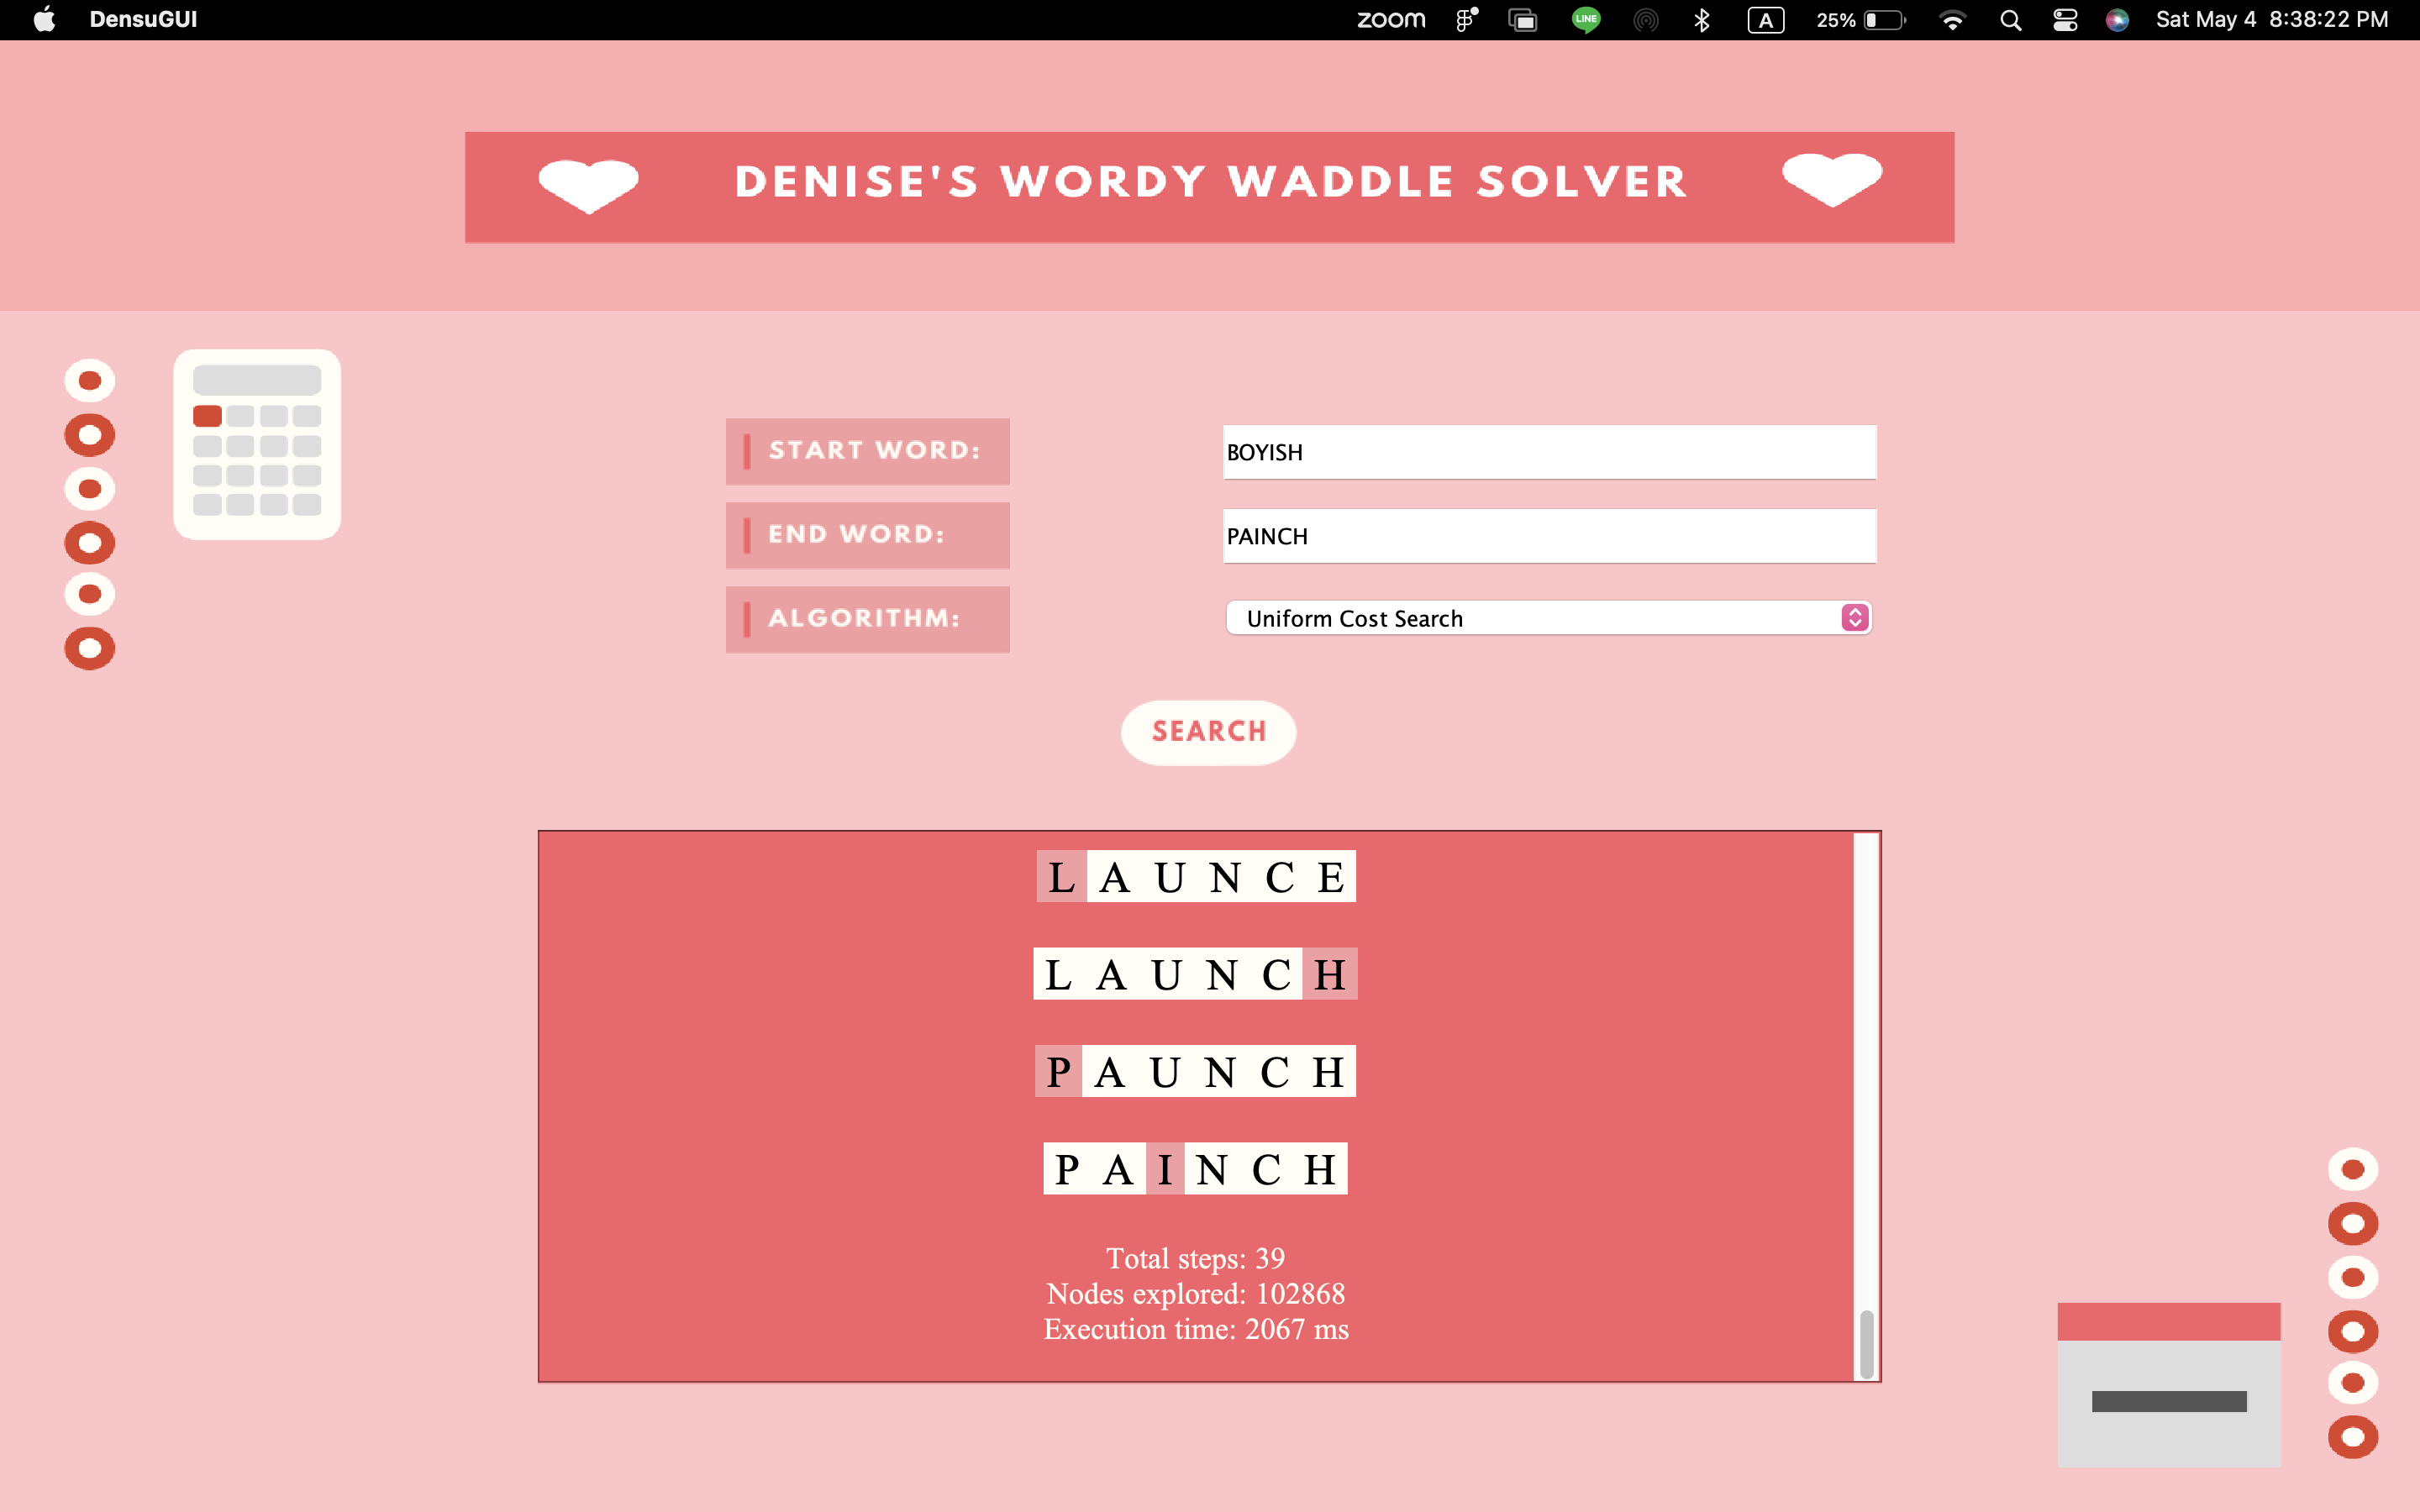 DensuGUI zoom LINE A 25% Sat May 4 8:38:22 PM
DENISE'S WORDY WADDLE SOLVER
START WORD: BOYISH
END WORD: PAINCH
ALGORITHM: Uniform Cost Search
SEARCH
L A U N C E
L A U N C H
P A U N C H
P A I N C H
Total steps: 39
Nodes explored: 102868
Execution time: 2067 ms